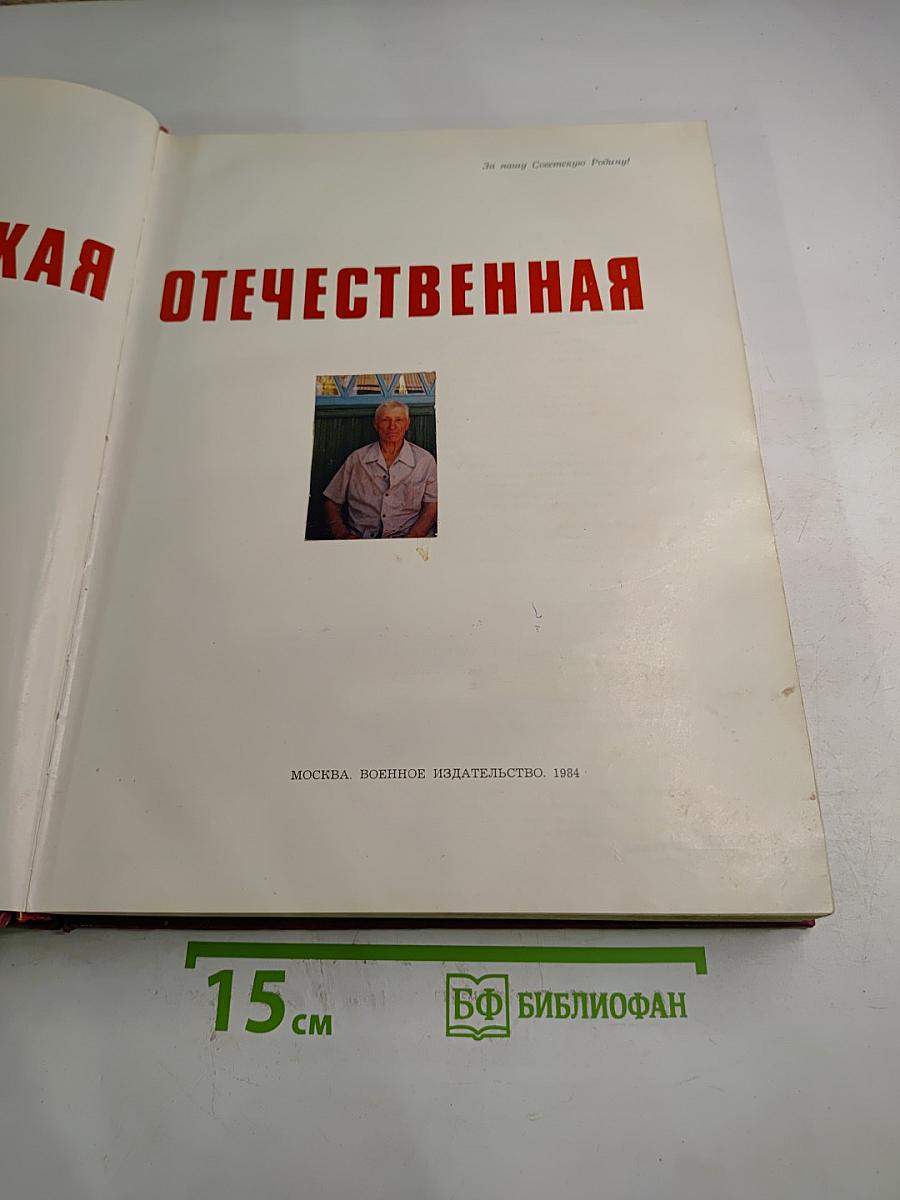 За нашу Советскую Родину!
КАЯ ОТЕЧЕСТВЕННАЯ
МОСКВА. ВОЕННОЕ ИЗДАТЕЛЬСТВО. 1984
15 см
БФ БИБЛИОФАН